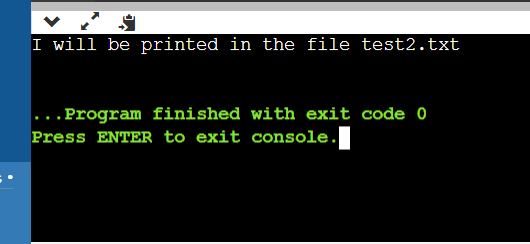 I will be printed in the file test2.txt
...Program finished with exit code 0
Press ENTER to exit console.